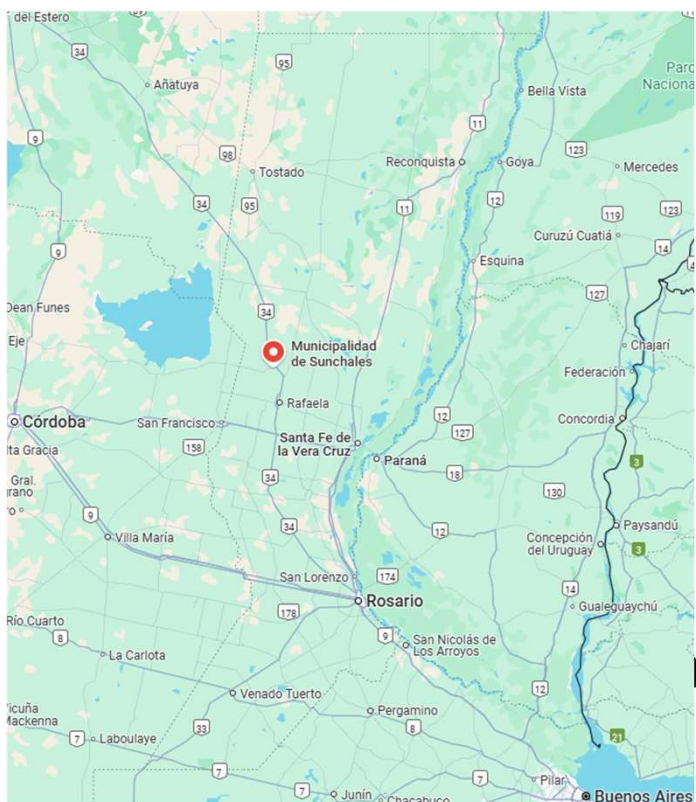 del Estero
34
95
Añatuya
Parc
Naciona
Bella Vista
11
9
98
Tostado
Reconquista
Goya
123
Mercedes
34
95
11
12
119
123
Curuzú Cuatiá
14
9
Esquina
127
Dean Funes
34
Eje
Municipalidad
de Sunchales
Chajarí
Federación
Rafaela
12
Concordia
Córdoba
San Francisco
127
lta Gracia
158
Santa Fe de
la Vera Cruz
Paraná
3
34
18
Gral.
grano
130
9
34
12
Paysandú
Villa María
Concepción
del Uruguay
3
San Lorenzo
174
14
Rosario
178
Gualeguaychú
Río Cuarto
8
9
San Nicolás de
Los Arroyos
La Carlota
12
Venado Tuerto
icuña
Mackenna
33
Pergamino
8
7
Laboulaye
21
7
7
Pilar
7
Junín
Chacabuco
Buenos Aires